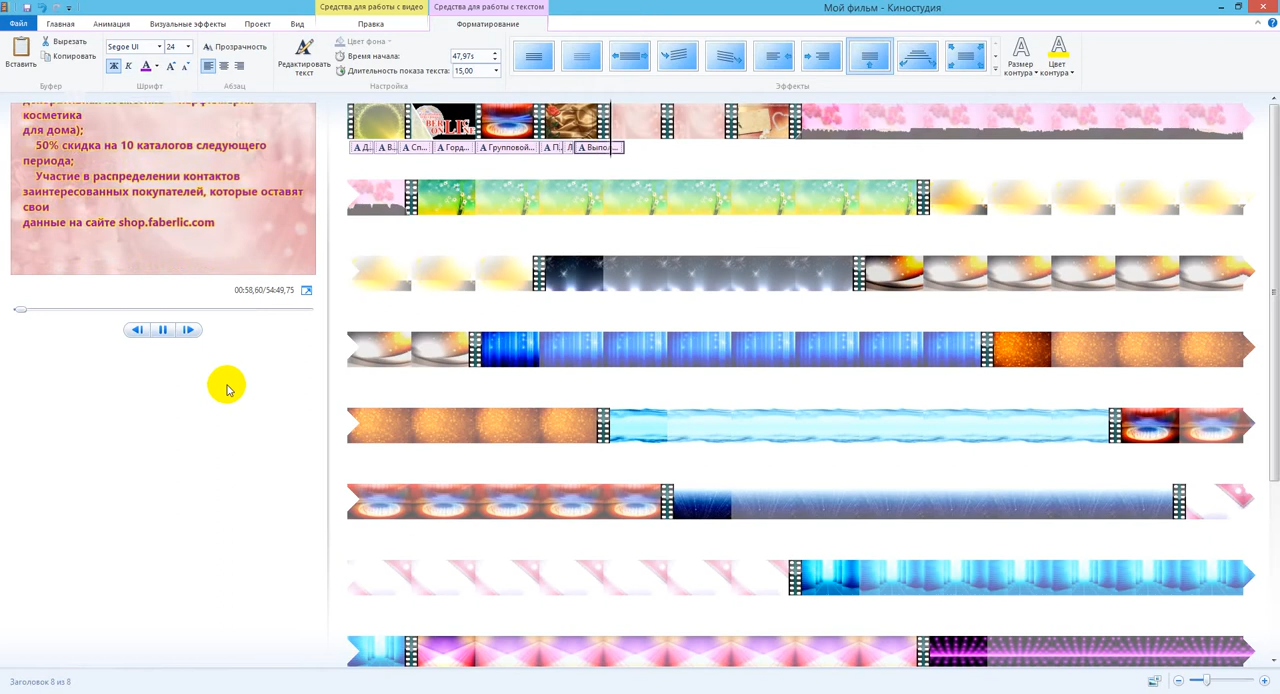 Средства для работы с видео
Средства для работы с текстом
Мой фильм - Киностудия
Файл
Главная
Анимация
Визуальные эффекты
Проект
Вид
Правка
Форматирование
Вставить
Вырезать
Копировать
Буфер
Segoe UI
24
Прозрачность
Ж К А А А
Шрифт
Абзац
Редактировать
текст
Цвет фона
Время начала:
47,97s
Длительность показа текста:
15,00
Настройка
Эффекты
Размер
контура
Цвет
контура
косметика
для дома);
50% скидка на 10 каталогов следующего
периода;
Участие в распределении контактов
заинтересованных покупателей, которые оставят
свои
данные на сайте shop.faberlic.com
00:58,60/54:49,75
A Д...
A В...
A Сп...
A Горд...
A Групповой...
A П...
Л
A Выпо...
Заголовок 8 из 8